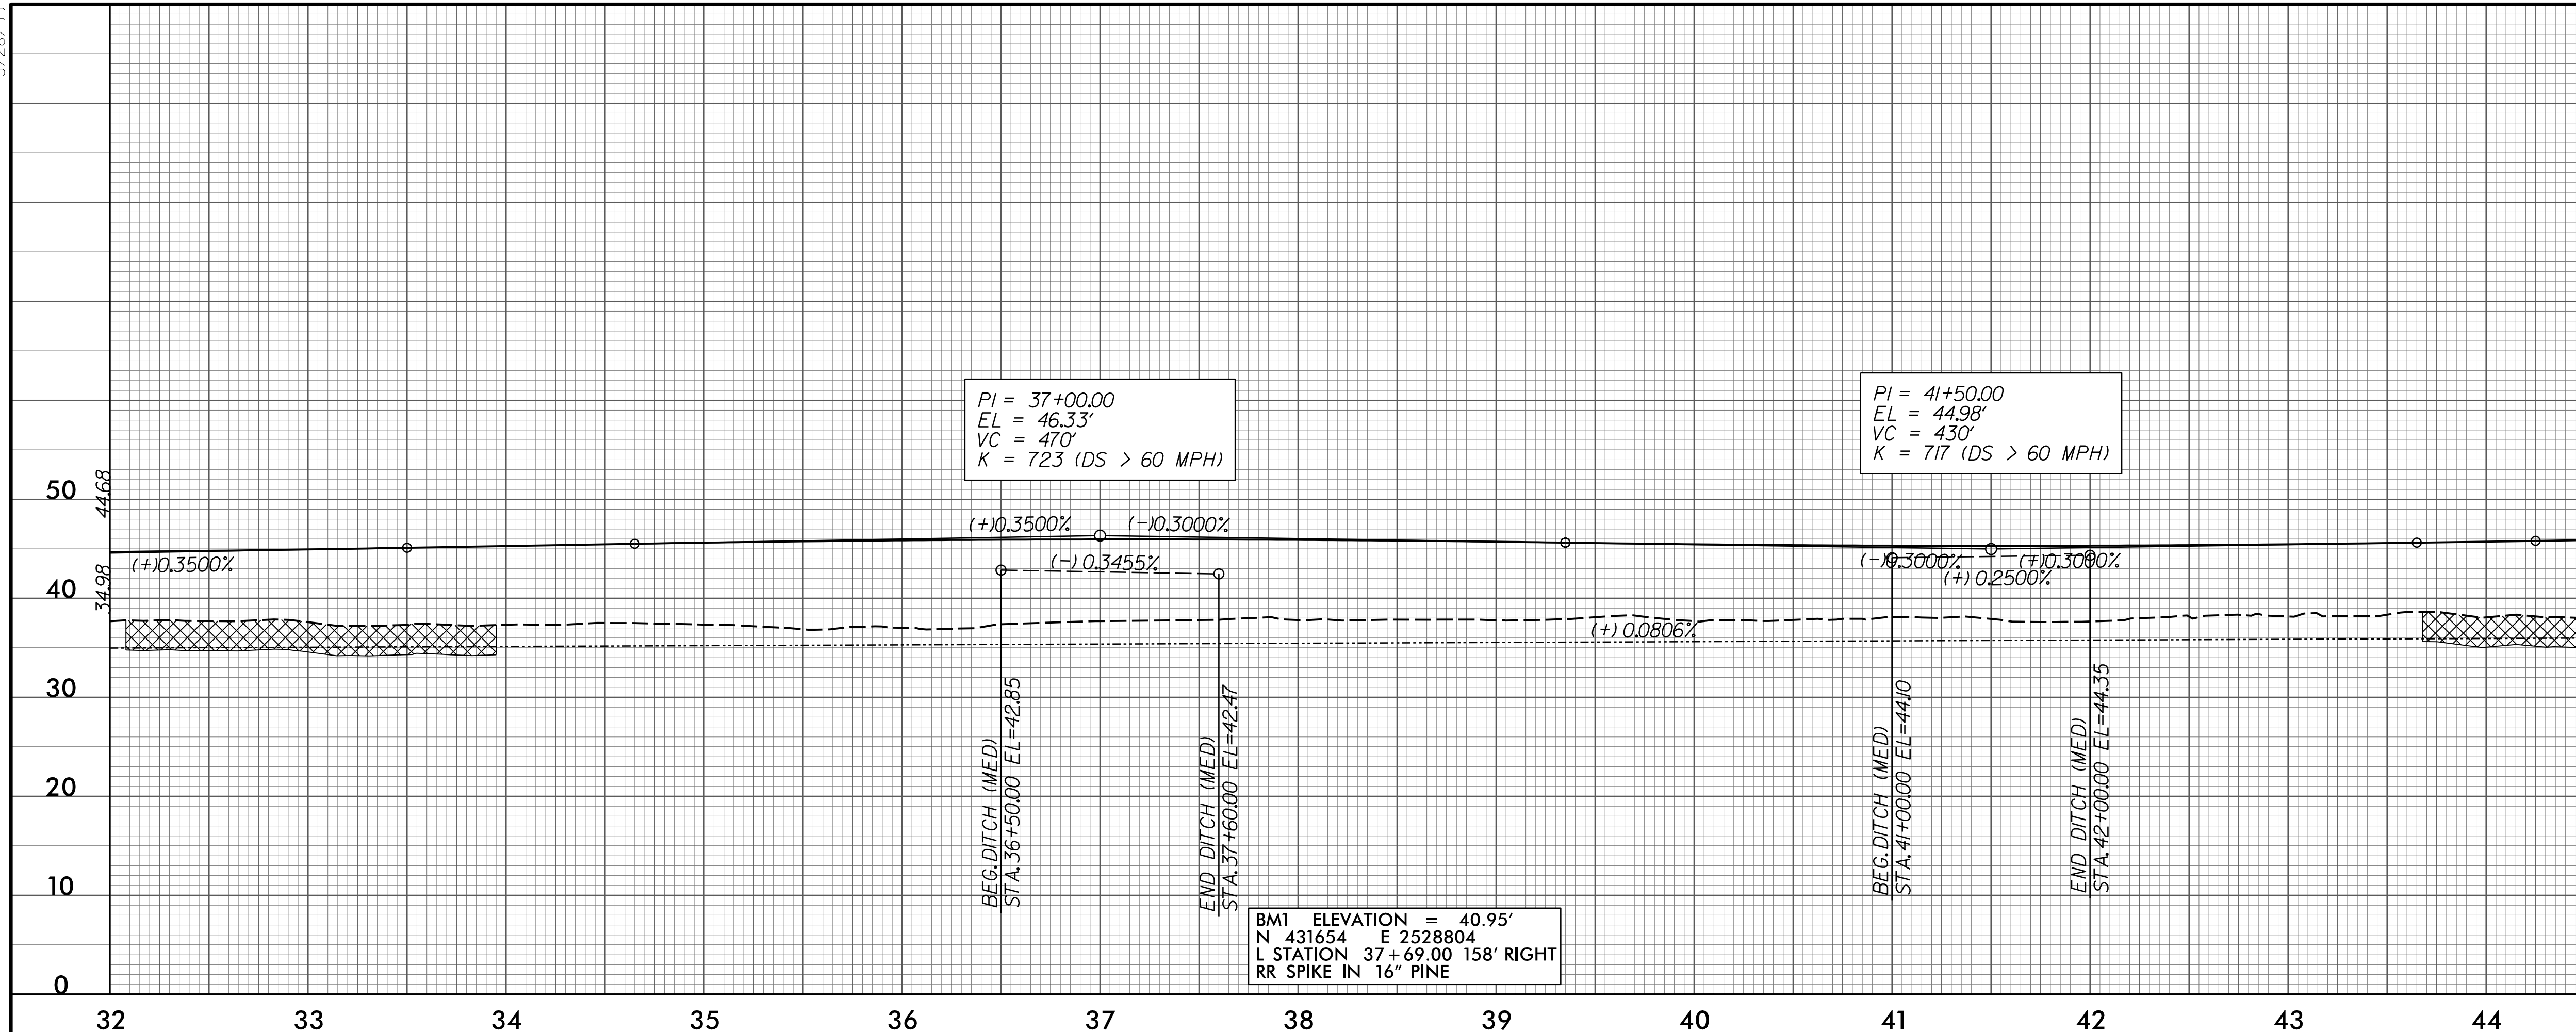 PI = 37+00.00
EL = 46.33'
VC = 470'
K = 723 (DS > 60 MPH)
PI = 41+50.00
EL = 44.98'
VC = 430'
K = 717 (DS > 60 MPH)
50
44.68
(+)0.3500%
(-)0.3000%
(+)0.3500%
(-) 0.3455%
(-)0.3000%
(+)0.3000%
(+) 0.2500%
40
34.98
(+) 0.0806%
30
BEG. DITCH (MED)
STA. 36+50.00 EL=42.85
END DITCH (MED)
STA. 37+60.00 EL=42.47
BEG. DITCH (MED)
STA. 41+00.00 EL=44.10
END DITCH (MED)
STA. 42+00.00 EL=44.35
20
10
BM1 ELEVATION = 40.95'
N 431654 E 2528804
L STATION 37+69.00 158' RIGHT
RR SPIKE IN 16" PINE
0
32 33 34 35 36 37 38 39 40 41 42 43 44